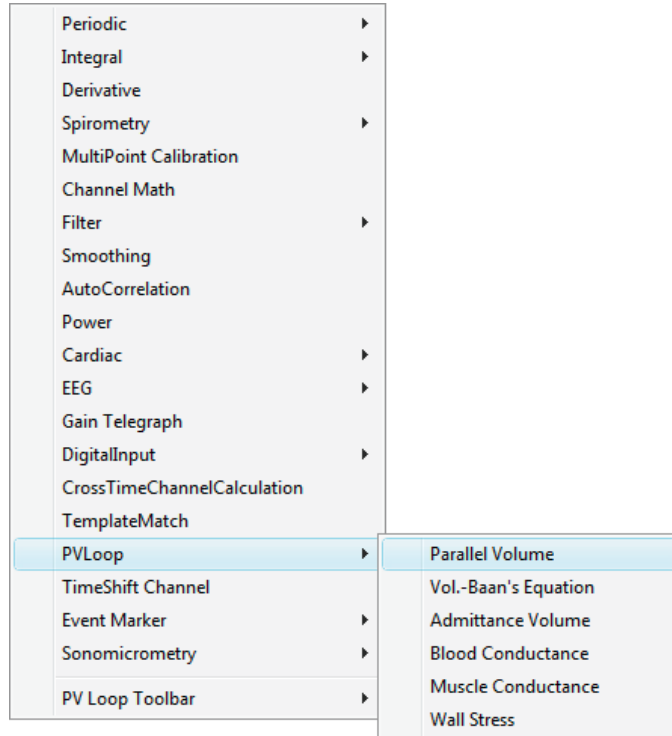 Periodic
Integral
Derivative
Spirometry
MultiPoint Calibration
Channel Math
Filter
Smoothing
AutoCorrelation
Power
Cardiac
EEG
Gain Telegraph
DigitalInput
CrossTimeChannelCalculation
TemplateMatch
PVLoop
TimeShift Channel
Event Marker
Sonomicrometry
PV Loop Toolbar
Parallel Volume
Vol.-Baan's Equation
Admittance Volume
Blood Conductance
Muscle Conductance
Wall Stress